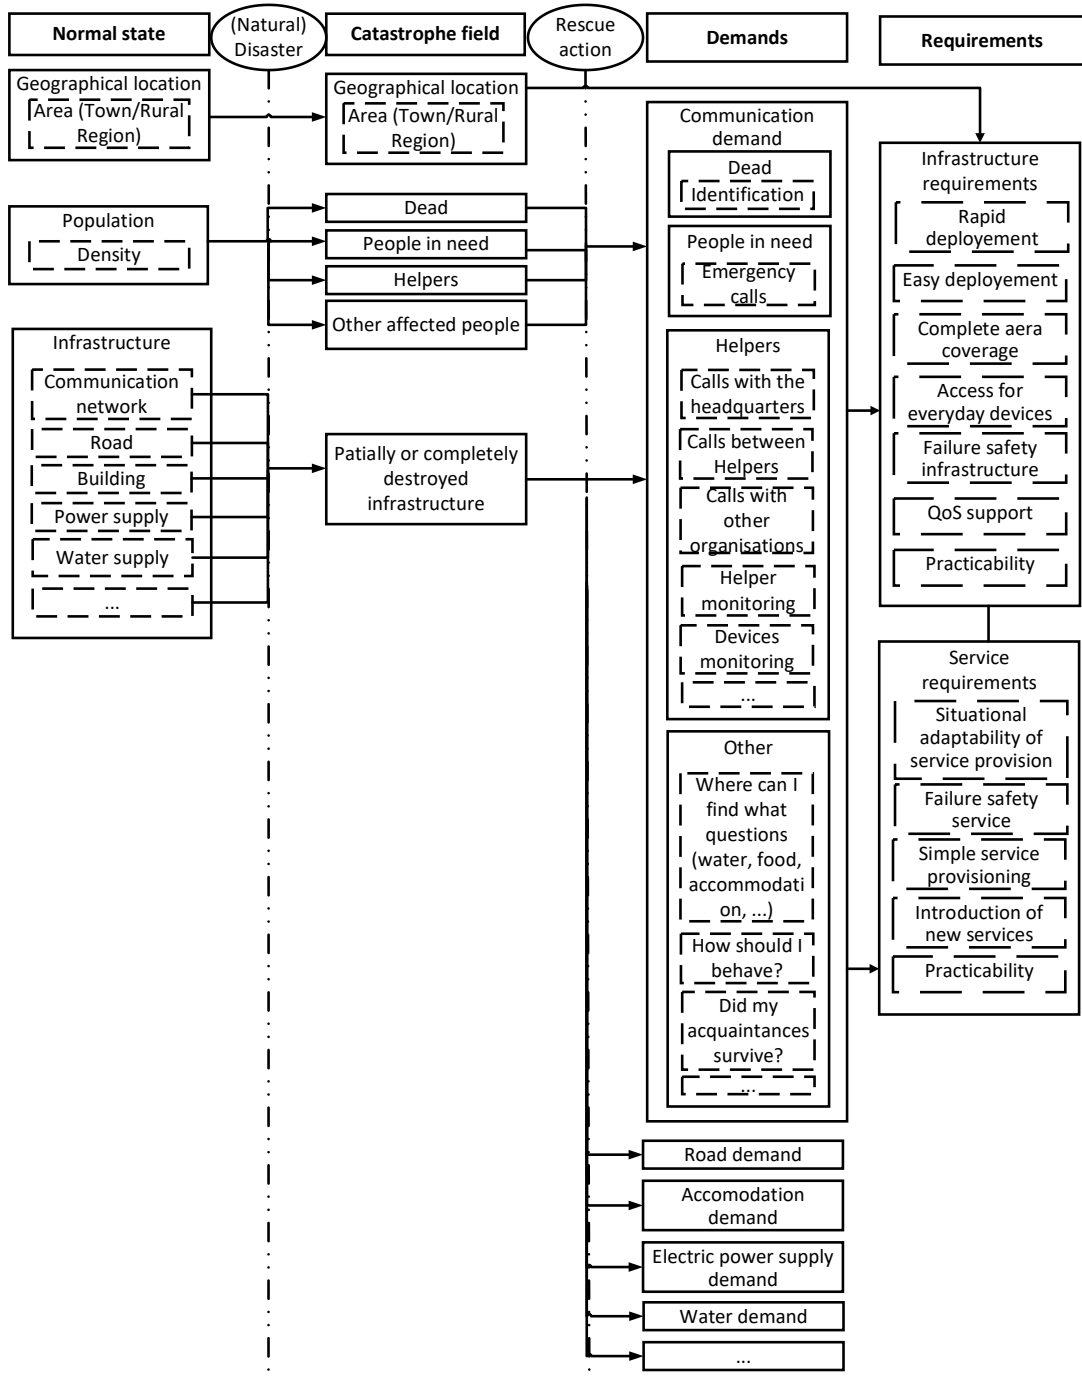 Normal state
(Natural)
Disaster
Catastrophe field
Rescue
action
Demands
Requirements
Geographical location
Area (Town/Rural
Region)
Population
Density
Infrastructure
Communication
network
Road
Building
Power supply
Water supply
...
Geographical location
Area (Town/Rural
Region)
Dead
People in need
Helpers
Other affected people
Patially or completely
destroyed
infrastructure
Communication
demand
Dead
Identification
People in need
Emergency
calls
Helpers
Calls with the
headquarters
Calls between
Helpers
Calls with
other
organisations
Helper
monitoring
Devices
monitoring
...
Other
Where can I
find what
questions
(water, food,
accommodati
on, ...)
How should I
behave?
Did my
acquaintances
survive?
...
Road demand
Accomodation
demand
Electric power supply
demand
Water demand
...
Infrastructure
requirements
Rapid
deployement
Easy deployement
Complete aera
coverage
Access for
everyday devices
Failure safety
infrastructure
QoS support
Practicability
Service
requirements
Situational
adaptability of
service provision
Failure safety
service
Simple service
provisioning
Introduction of
new services
Practicability